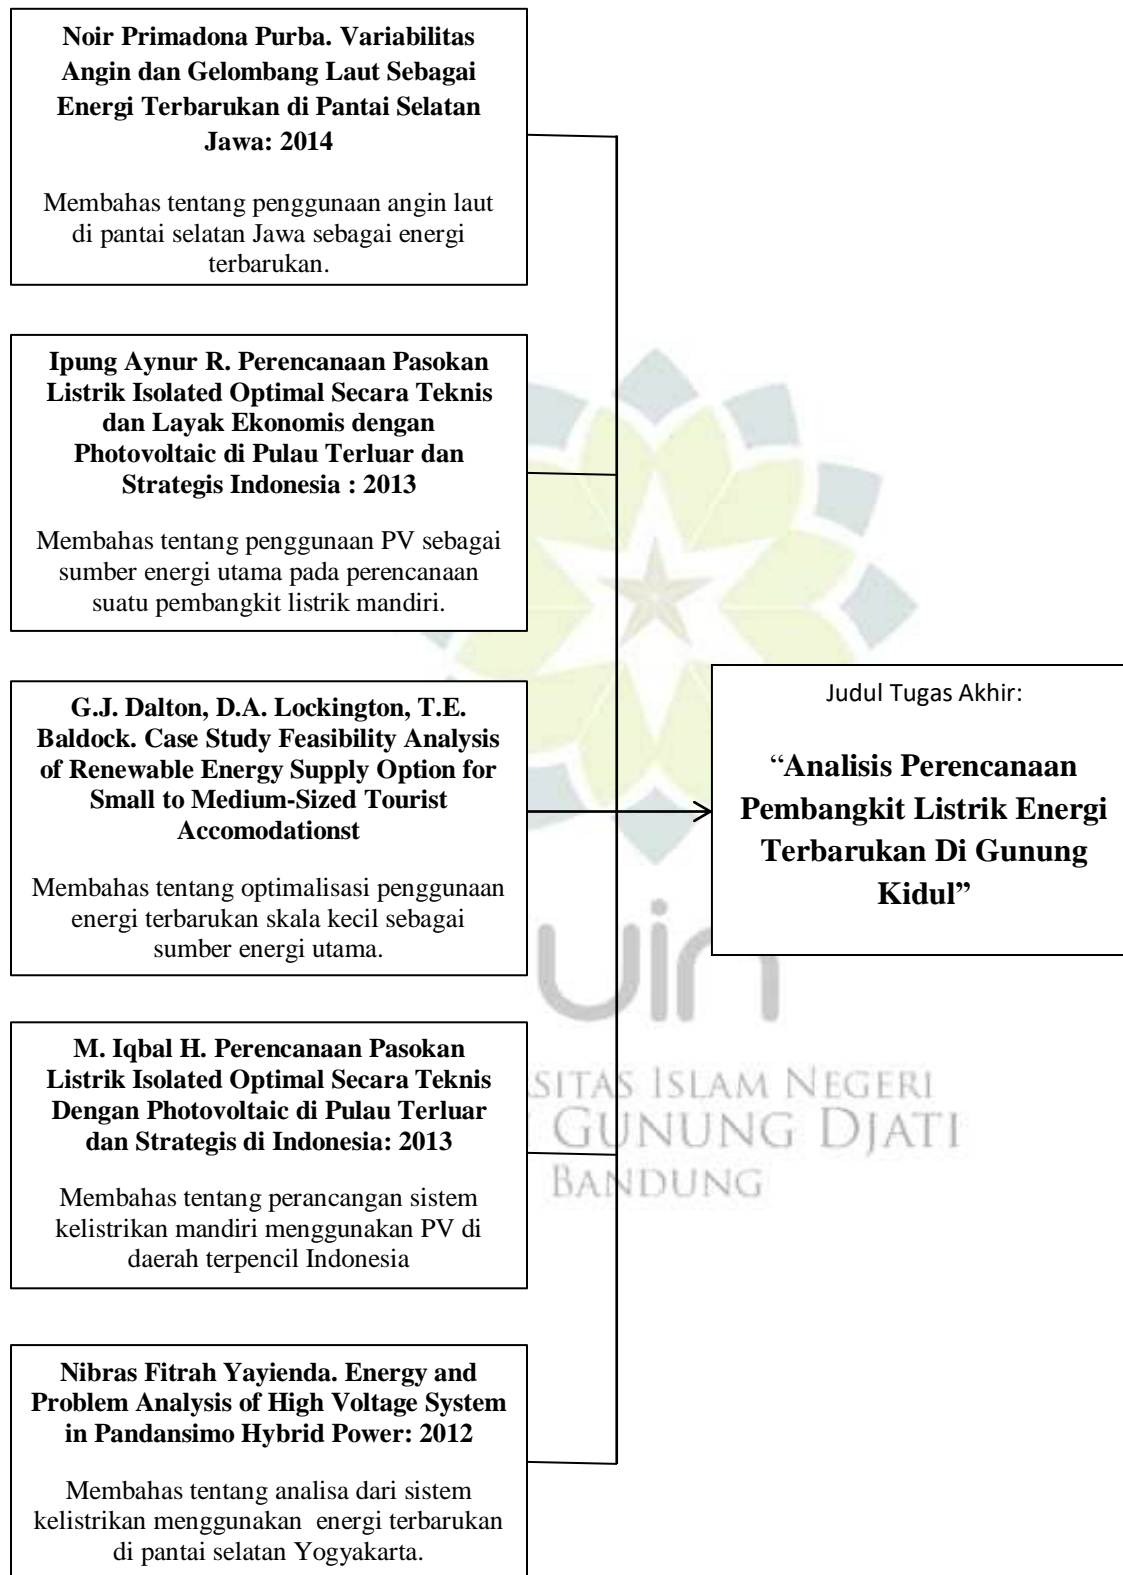 Noir Primadona Purba. Variabilitas
Angin dan Gelombang Laut Sebagai
Energi Terbarukan di Pantai Selatan
Jawa: 2014
Membahas tentang penggunaan angin laut
di pantai selatan Jawa sebagai energi
terbarukan.
Ipung Aynur R. Perencanaan Pasokan
Listrik Isolated Optimal Secara Teknis
dan Layak Ekonomis dengan
Photovoltaic di Pulau Terluar dan
Strategis Indonesia : 2013
Membahas tentang penggunaan PV sebagai
sumber energi utama pada perencanaan
suatu pembangkit listrik mandiri.
G.J. Dalton, D.A. Lockington, T.E.
Baldock. Case Study Feasibility Analysis
of Renewable Energy Supply Option for
Small to Medium-Sized Tourist
Accomodationst
Membahas tentang optimalisasi penggunaan
energi terbarukan skala kecil sebagai
sumber energi utama.
M. Iqbal H. Perencanaan Pasokan
Listrik Isolated Optimal Secara Teknis
Dengan Photovoltaic di Pulau Terluar
dan Strategis di Indonesia: 2013
Membahas tentang perancangan sistem
kelistrikan mandiri menggunakan PV di
daerah terpencil Indonesia
Nibras Fitrah Yayienda. Energy and
Problem Analysis of High Voltage System
in Pandansimo Hybrid Power: 2012
Membahas tentang analisa dari sistem
kelistrikan menggunakan  energi terbarukan
di pantai selatan Yogyakarta.
Judul Tugas Akhir:
“Analisis Perencanaan
Pembangkit Listrik Energi
Terbarukan Di Gunung
Kidul”
uin
SITAS ISLAM NEGERI
GUNUNG DJATI
BANDUNG